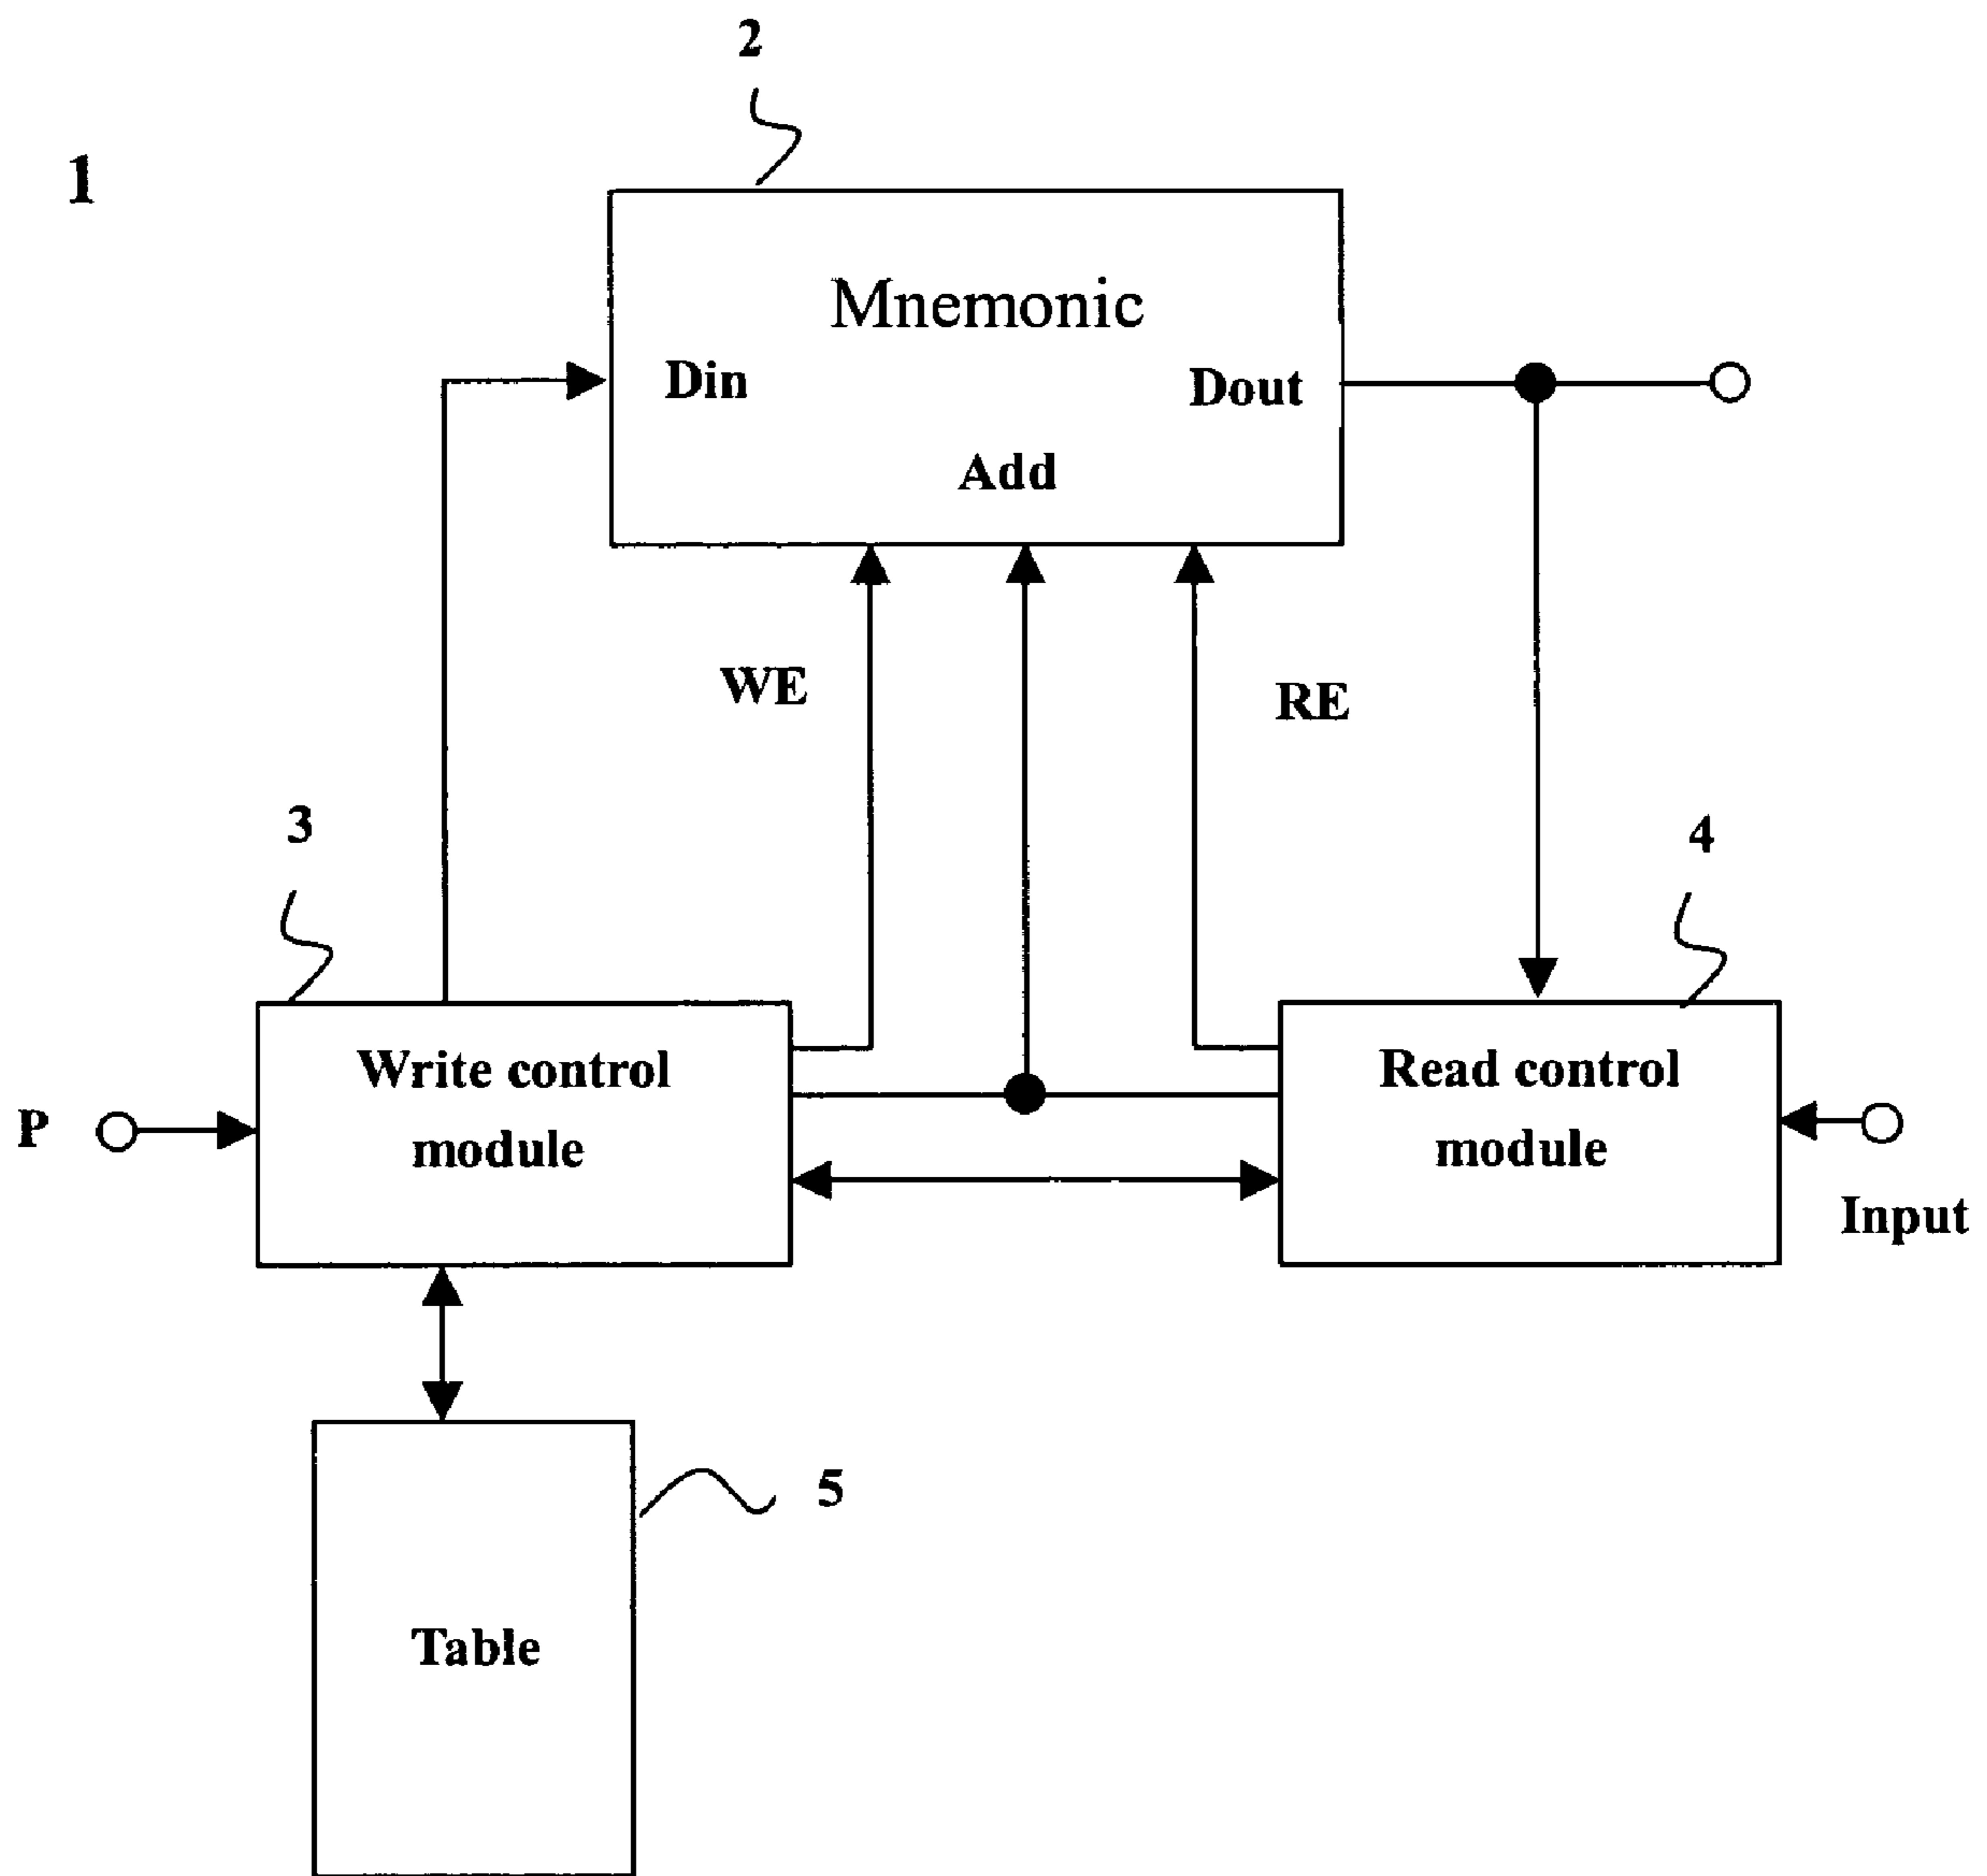 2
1
Mnemonic
Din
Dout
Add
WE
RE
3
4
Write control
module
Read control
module
P
Input
5
Table